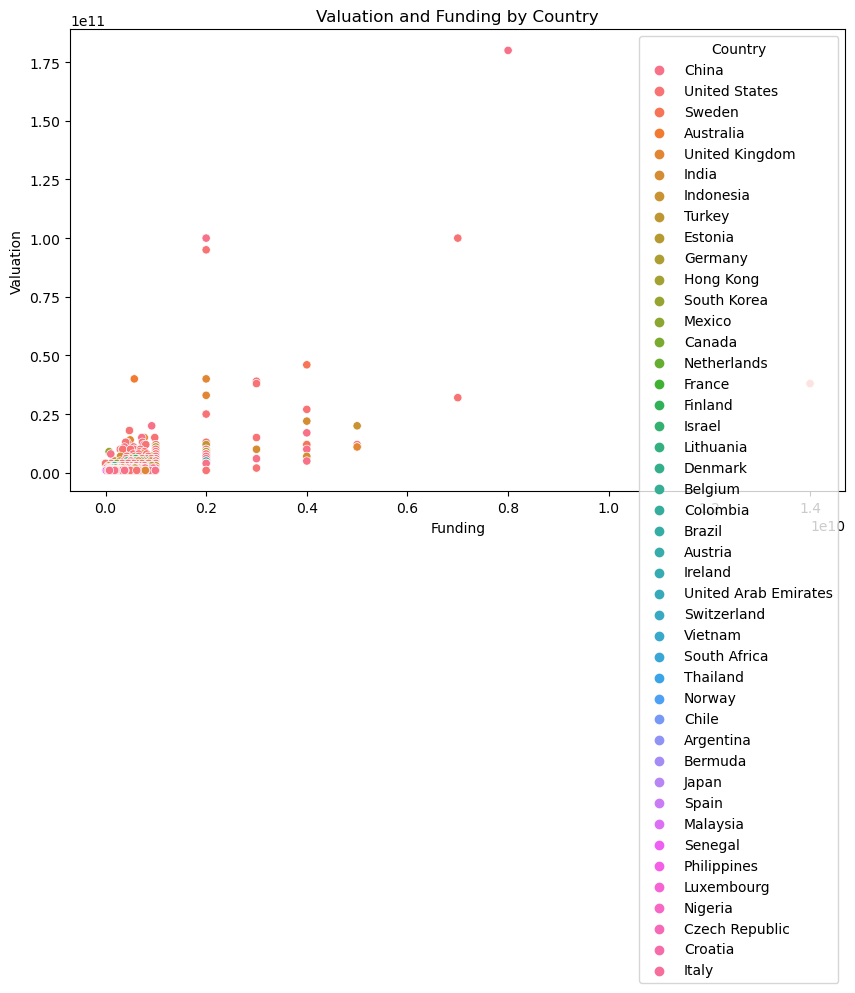 Valuation and Funding by Country
1e11
1.75
1.50
1.25
1.00
0.75
0.50
0.25
0.00
Valuation
0.0
0.2
0.4
0.6
0.8
1.0
1.4
1e10
Funding
Country
China
United States
Sweden
Australia
United Kingdom
India
Indonesia
Turkey
Estonia
Germany
Hong Kong
South Korea
Mexico
Canada
Netherlands
France
Finland
Israel
Lithuania
Denmark
Belgium
Colombia
Brazil
Austria
Ireland
United Arab Emirates
Switzerland
Vietnam
South Africa
Thailand
Norway
Chile
Argentina
Bermuda
Japan
Spain
Malaysia
Senegal
Philippines
Luxembourg
Nigeria
Czech Republic
Croatia
Italy